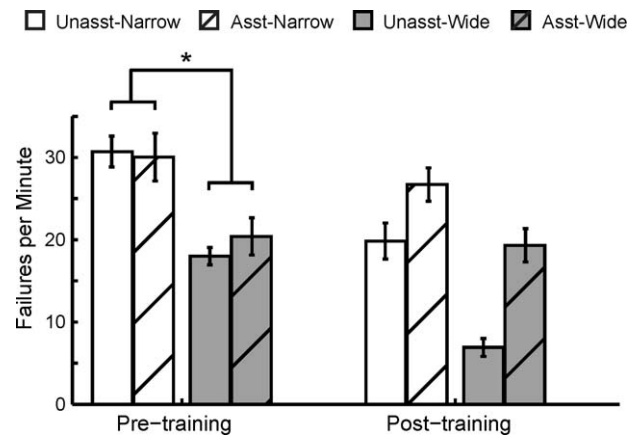 Unasst-Narrow Asst-Narrow Unasst-Wide Asst-Wide
*
Failures per Minute
30
20
10
0
Pre-training Post-training